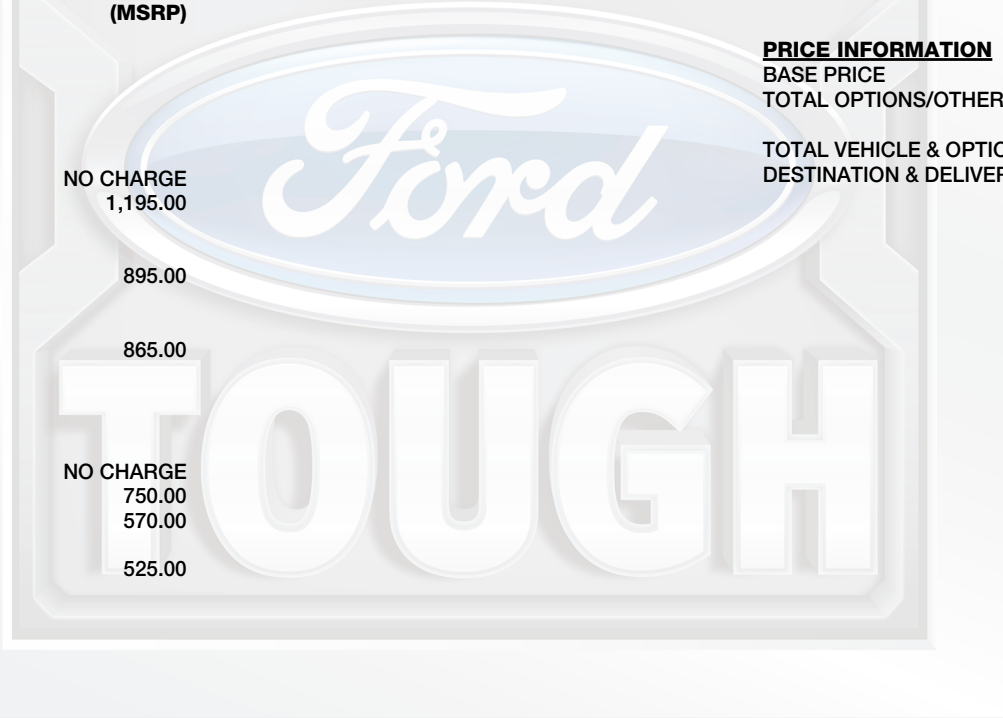 (MSRP)
NO CHARGE
1,195.00
895.00
865.00
NO CHARGE
750.00
570.00
525.00
PRICE INFORMATION
BASE PRICE
TOTAL OPTIONS/OTHER
TOTAL VEHICLE & OPTIO
DESTINATION & DELIVER
Ford
TOUGH